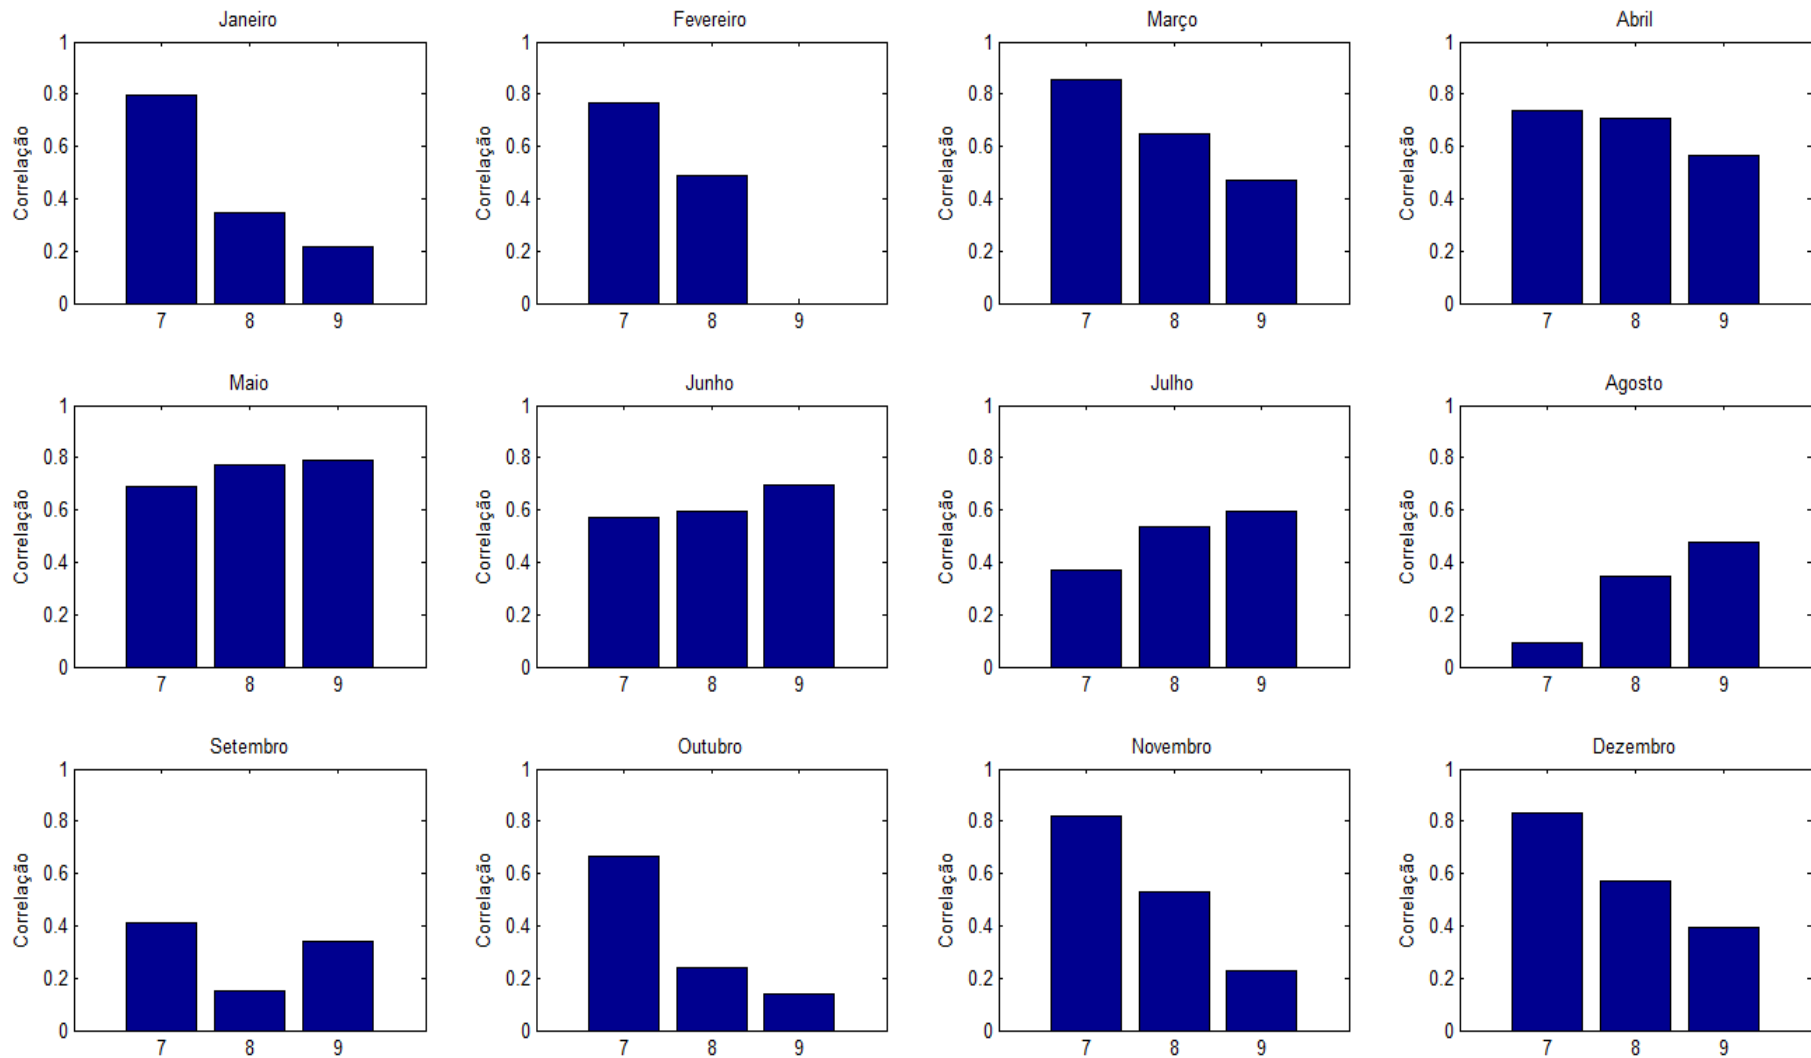 Janeiro
1
0.8
0.6
0.4
0.2
0
Correlação
7 8 9
Fevereiro
1
0.8
0.6
0.4
0.2
0
Correlação
7 8 9
Março
1
0.8
0.6
0.4
0.2
0
Correlação
7 8 9
Abril
1
0.8
0.6
0.4
0.2
0
Correlação
7 8 9
Maio
1
0.8
0.6
0.4
0.2
0
Correlação
7 8 9
Junho
1
0.8
0.6
0.4
0.2
0
Correlação
7 8 9
Julho
1
0.8
0.6
0.4
0.2
0
Correlação
7 8 9
Agosto
1
0.8
0.6
0.4
0.2
0
Correlação
7 8 9
Setembro
1
0.8
0.6
0.4
0.2
0
Correlação
7 8 9
Outubro
1
0.8
0.6
0.4
0.2
0
Correlação
7 8 9
Novembro
1
0.8
0.6
0.4
0.2
0
Correlação
7 8 9
Dezembro
1
0.8
0.6
0.4
0.2
0
Correlação
7 8 9